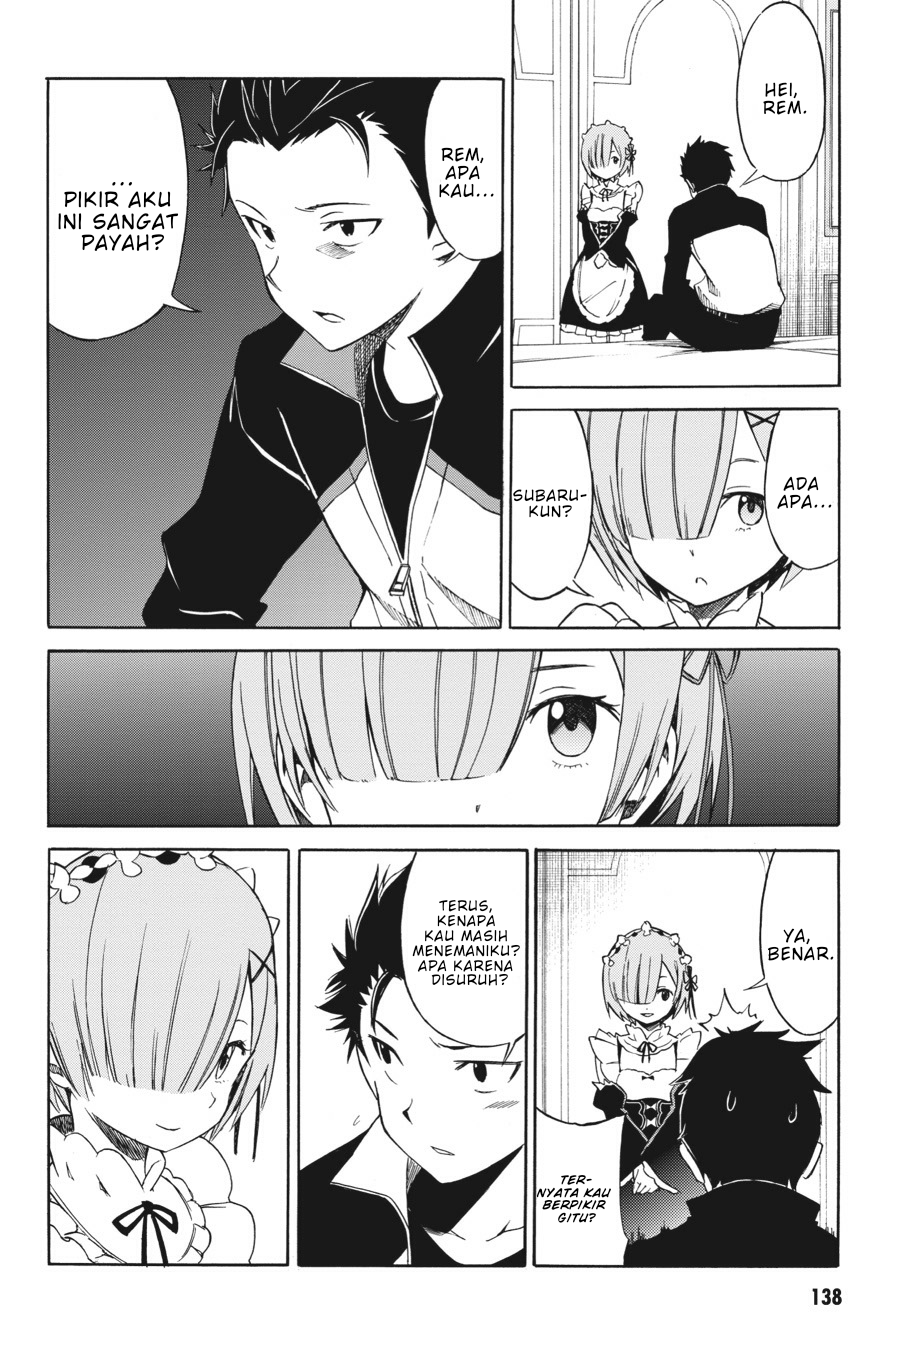 HEI,
REM.
REM,
APA
KAU...
...
PIKIR AKU
INI SANGAT
PAYAH?
ADA
APA...
SUBARU-
KUN?
YA,
BENAR.
TER-
NYATA KAU
BERPIKIR
GITU?
TERUS,
KENAPA
KAU MASIH
MENEMANIKU?
APA KARENA
DISURUH?
138